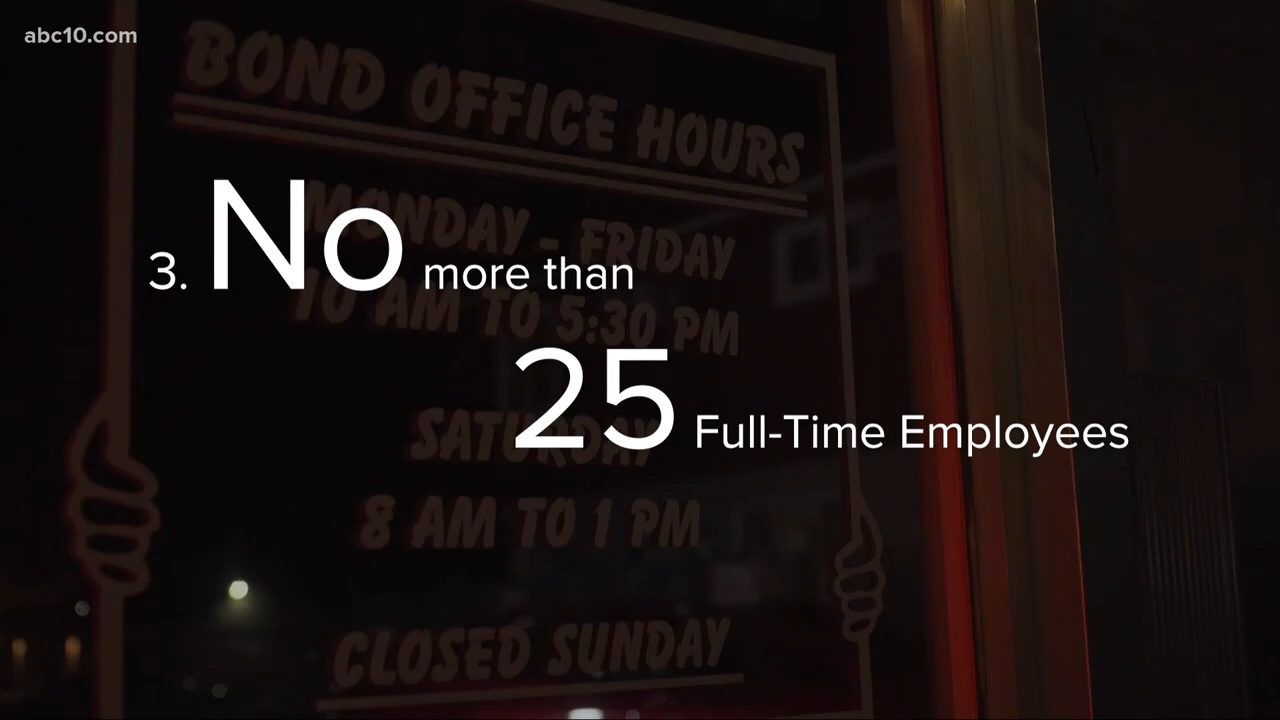 abc10.com
BOND OFFICE HOURS
MONDAY - FRIDAY
10 AM TO 5:30 PM
SATURDAY
8 AM TO 1 PM
CLOSED SUNDAY
3. No more than
25 Full-Time Employees